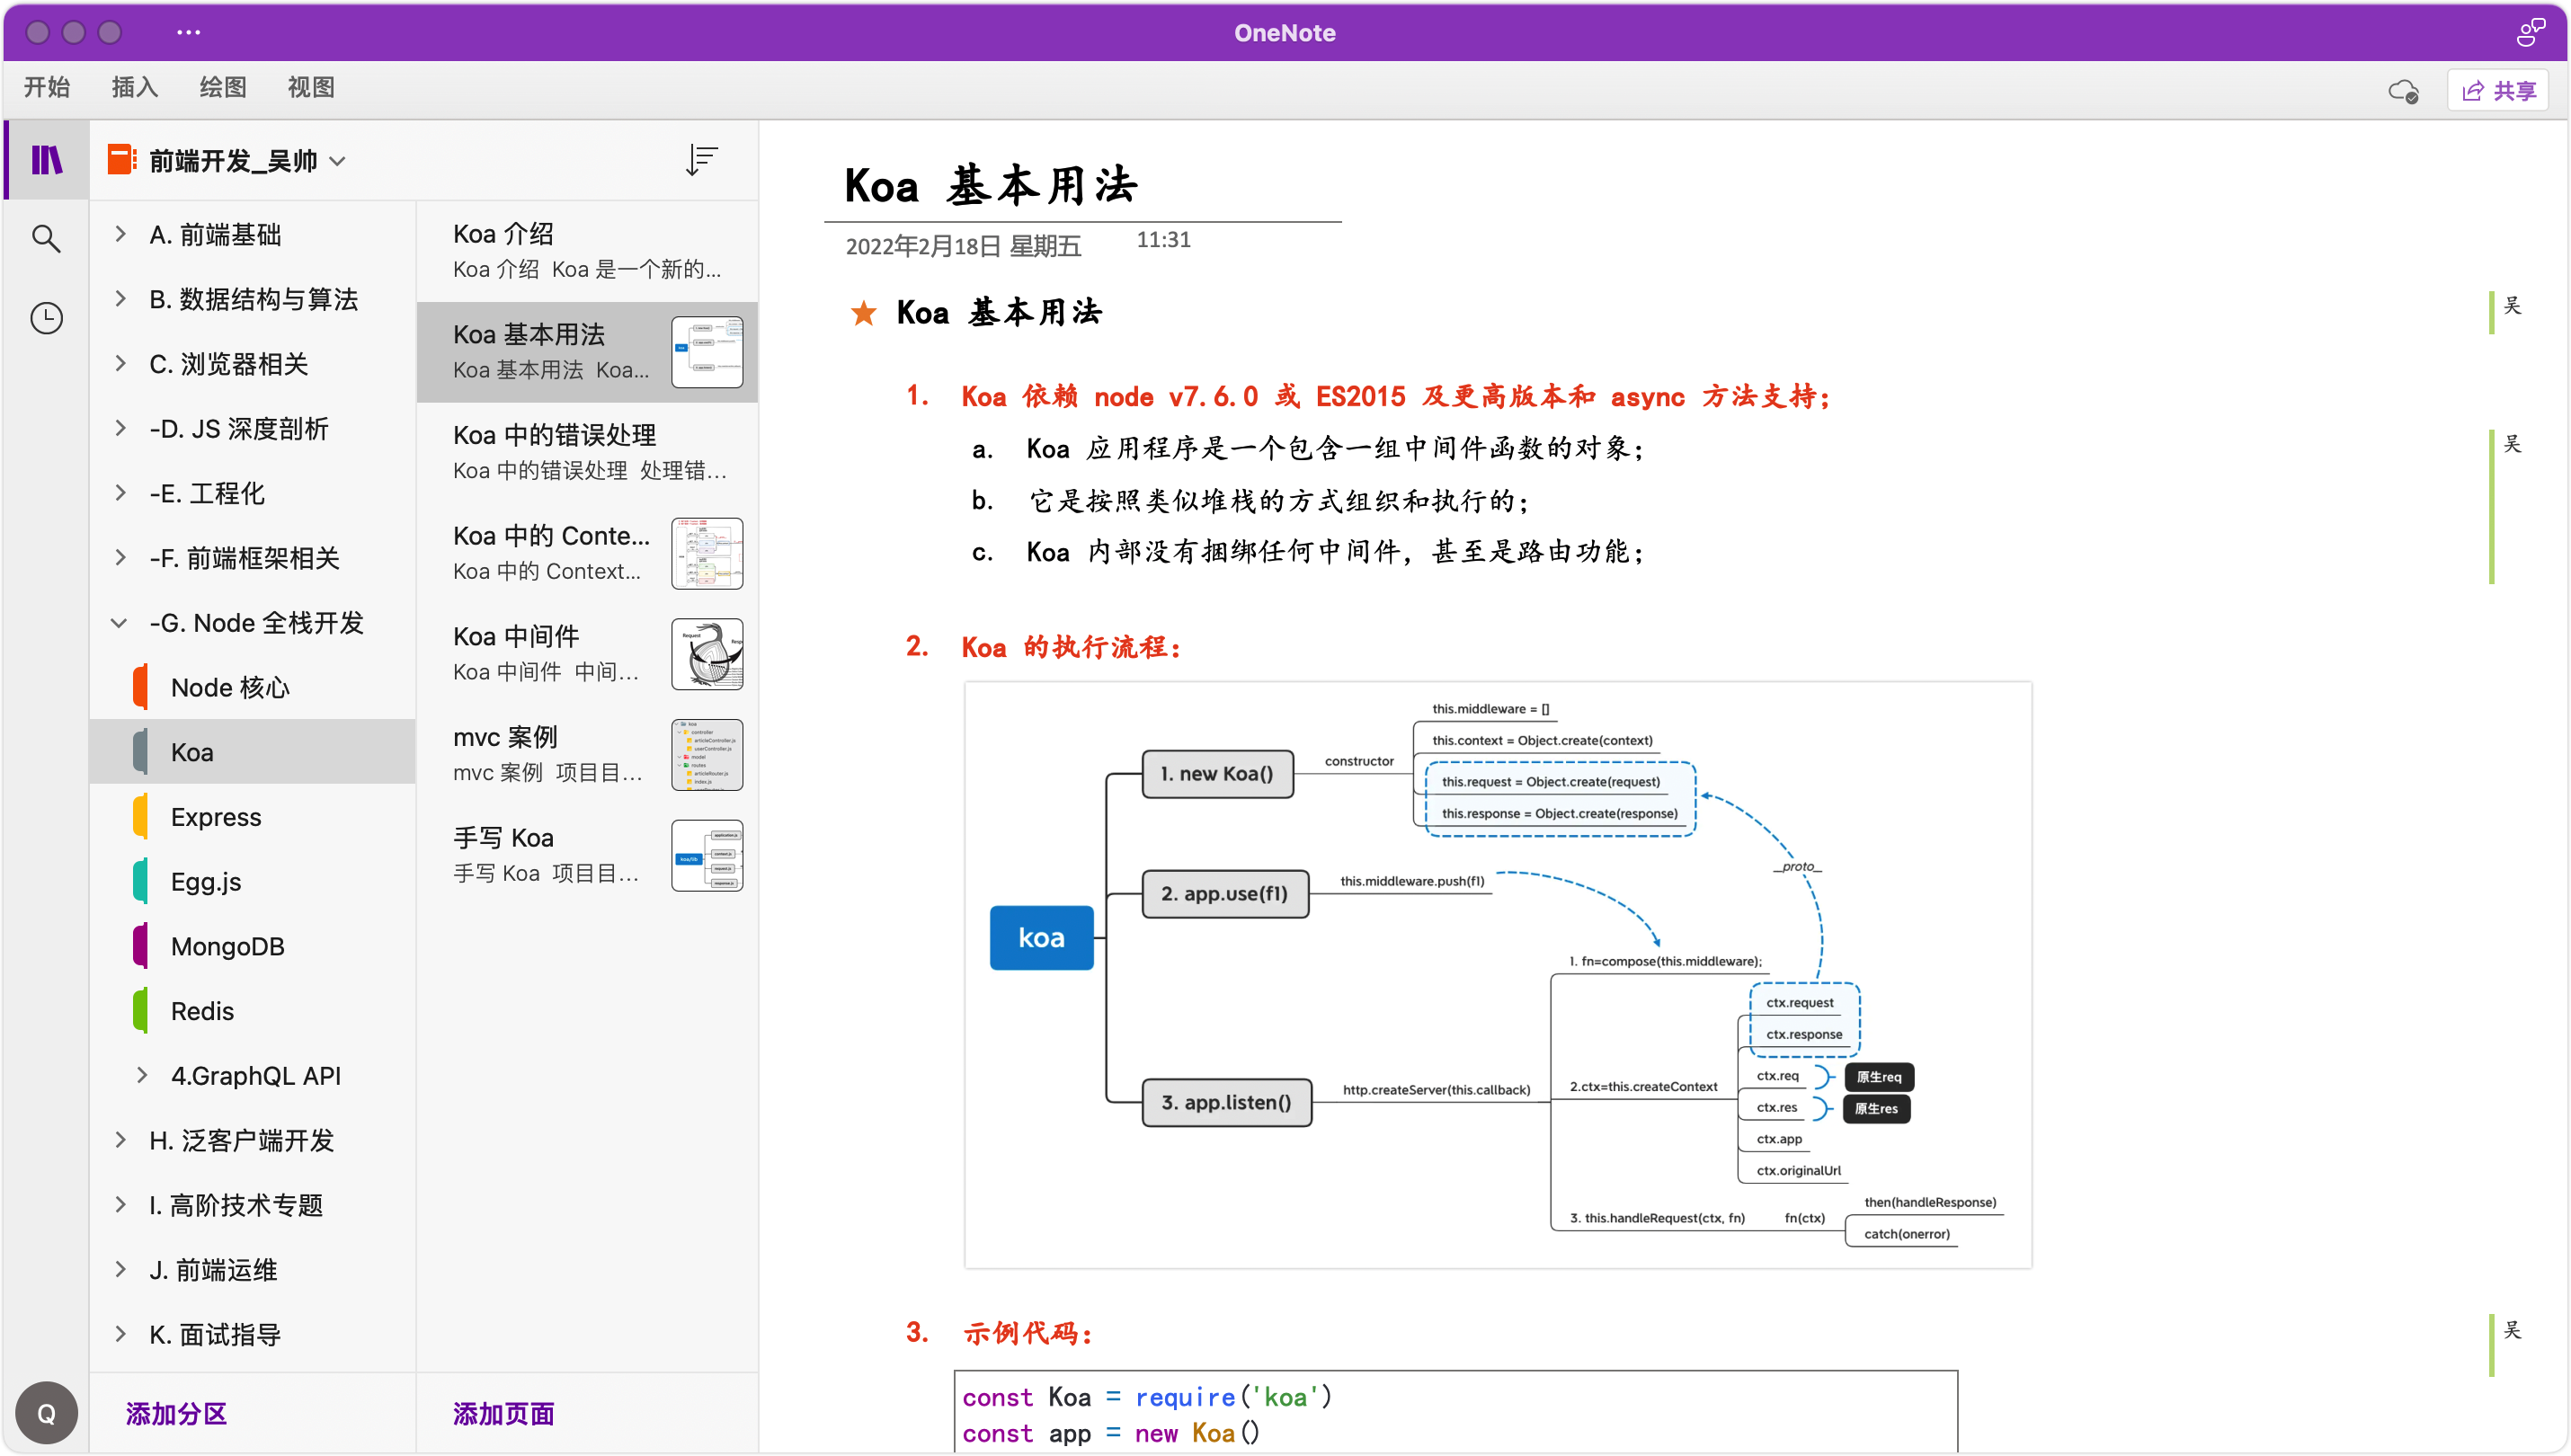 OneNote
开始 插入 绘图 视图
共享
前端开发_吴帅
A. 前端基础
B. 数据结构与算法
C. 浏览器相关
-D. JS 深度剖析
-E. 工程化
-F. 前端框架相关
-G. Node 全栈开发
Node 核心
Koa
Express
Egg.js
MongoDB
Redis
4.GraphQL API
H. 泛客户端开发
I. 高阶技术专题
J. 前端运维
K. 面试指导
添加分区
Q
Koa 介绍
Koa 介绍 Koa 是一个新的...
Koa 基本用法
Koa 基本用法 Koa...
Koa 中的错误处理
Koa 中的错误处理 处理错...
Koa 中的 Conte...
Koa 中的 Context...
Koa 中间件
Koa 中间件 中间...
mvc 案例
mvc 案例 项目目...
手写 Koa
手写 Koa 项目目...
添加页面
Koa 基本用法
2022年2月18日 星期五 11:31
★ Koa 基本用法
吴
1. Koa 依赖 node v7.6.0 或 ES2015 及更高版本和 async 方法支持；
a. Koa 应用程序是一个包含一组中间件函数的对象；
吴
b. 它是按照类似堆栈的方式组织和执行的；
c. Koa 内部没有捆绑任何中间件，甚至是路由功能；
2. Koa 的执行流程：
koa
1. new Koa()
constructor
this.middleware = []
this.context = Object.create(context)
this.request = Object.create(request)
this.response = Object.create(response)
_proto_
2. app.use(f1)
this.middleware.push(f1)
3. app.listen()
http.createServer(this.callback)
1. fn=compose(this.middleware);
2.ctx=this.createContext
ctx.request
ctx.response
ctx.req 原生req
ctx.res 原生res
ctx.app
ctx.originalUrl
3. this.handleRequest(ctx, fn) fn(ctx)
then(handleResponse)
catch(onerror)
3. 示例代码：
吴
const Koa = require('koa')
const app = new Koa()